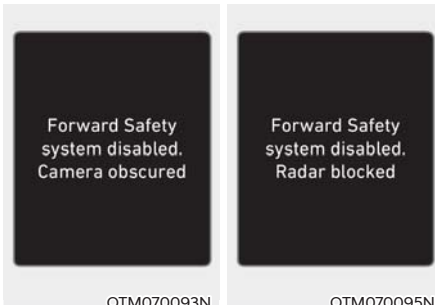 Forward Safety
system disabled.
Camera obscured
OTM070093N
Forward Safety
system disabled.
Radar blocked
OTM070095N